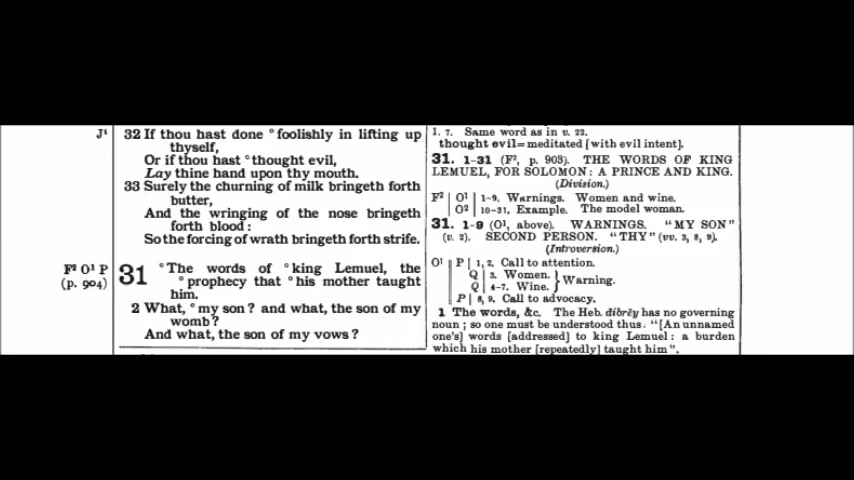 J⁴
32 If thou hast done °foolishly in lifting up
thyself,
Or if thou hast °thought evil,
Lay thine hand upon thy mouth.
33 Surely the churning of milk bringeth forth
butter,
And the wringing of the nose bringeth
forth blood :
So the forcing of wrath bringeth forth strife.
F² O¹ P
(p. 904)
31 °The words of °king Lemuel, the
°prophecy that °his mother taught
him.
2 What, °my son ? and what, the son of my
womb ?
And what, the son of my vows ?
1. 7. Same word as in v. 22.
thought evil = meditated [with evil intent].
31. 1-31 (F², p. 903). THE WORDS OF KING
LEMUEL, FOR SOLOMON : A PRINCE AND KING.
(Division.)
F² | O¹ | 1-9. Warnings. Women and wine.
O² | 10-31. Example. The model woman.
31. 1-9 (O¹, above). WARNINGS. "MY SON"
(v. 2). SECOND PERSON. "THY" (vv. 3, 8, 9).
(Introversion.)
O¹ P | 1, 2. Call to attention.
Q | 3. Women. } Warning.
Q | 4-7. Wine.
P | 8, 9. Call to advocacy.
1 The words, &c. The Heb. dibrēy has no governing
noun ; so one must be understood thus : "[An unnamed
one's] words [addressed] to king Lemuel : a burden
which his mother [repeatedly] taught him".